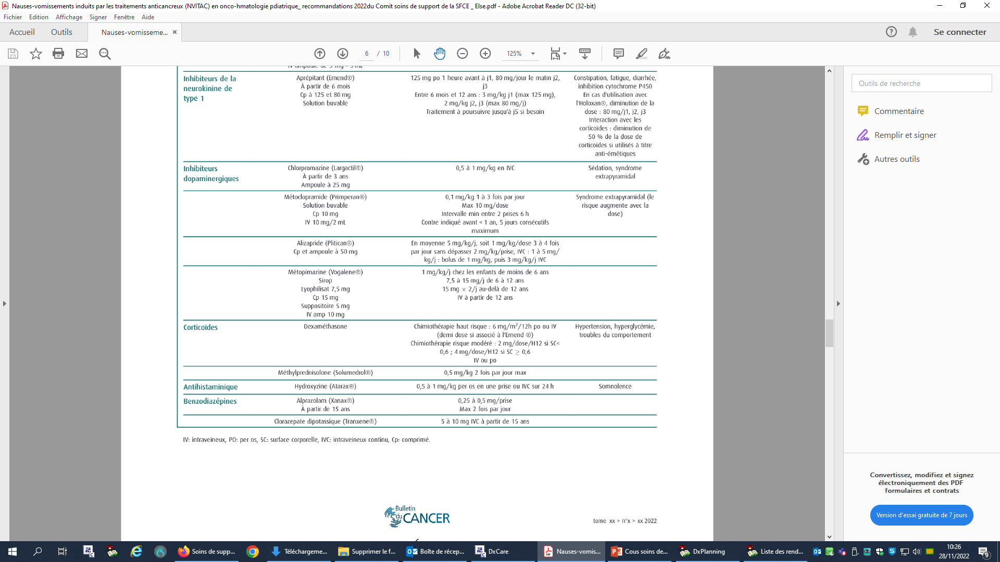 Nauses-vomissements induits par les traitements anticancreux (NVITAC) en onco-hmatologie pdiatrique_ recommandations 2022du Comit soins de support de la SFCE _ Else.pdf - Adobe Acrobat Reader DC (32-bit)
Fichier Edition Affichage Signer Fenêtre Aide
Accueil Outils Nauses-vomisseme... × Se connecter
6 / 10 125%
IV ampoule de 5 mg – 5 mL
Inhibiteurs de la
neurokinine de
type 1
Aprépitant (Emend®)
À partir de 6 mois
Cp à 125 et 80 mg
Solution buvable
125 mg po 1 heure avant à j1, 80 mg/jour le matin j2,
j3
Entre 6 mois et 12 ans : 3 mg/kg j1 (max 125 mg),
2 mg/kg j2, j3 (max 80 mg/j)
Traitement à poursuivre jusqu'à j5 si besoin
Constipation, fatigue, diarrhée,
inhibition cytochrome P450
En cas d'utilisation avec
l'Holoxan®, diminution de la
dose : 80 mg/j1, j2, j3
Interaction avec les
corticoïdes : diminution de
50 % de la dose de
corticoïdes si utilisés à titre
anti-émétiques
Inhibiteurs
dopaminergiques
Chlorpromazine (Largactil®)
À partir de 3 ans
Ampoule à 25 mg
0,5 à 1 mg/kg en IVC
Sédation, syndrome
extrapyramidal
Métoclopramide (Primperan®)
Solution buvable
Cp 10 mg
IV 10 mg/2 mL
0,1 mg/kg 1 à 3 fois par jour
Max 10 mg/dose
Intervalle min entre 2 prises 6 h
Contre indiqué avant < 1 an, 5 jours consécutifs
maximum
Syndrome extrapyramidal (le
risque augmente avec la
dose)
Alizapride (Plitican®)
Cp et ampoule à 50 mg
En moyenne 5 mg/kg/j, soit 1 mg/kg/dose 3 à 4 fois
par jour sans dépasser 2 mg/kg/prise, IVC : 1 à 5 mg/
kg/j : bolus de 1 mg/kg, puis 3 mg/kg/j IVC
Métopimazine (Vogalene®)
Sirop
Lyophilisat 7,5 mg
Cp 15 mg
Suppositoire 5 mg
IV amp 10 mg
1 mg/kg/j chez les enfants de moins de 6 ans
7,5 à 15 mg/j de 6 à 12 ans
15 mg × 2/j au-delà de 12 ans
IV à partir de 12 ans
Corticoïdes
Dexaméthasone
Chimiothérapie haut risque : 6 mg/m²/12h po ou IV
(demi dose si associé à l'Emend ®)
Chimiothérapie risque modéré : 2 mg/dose/H12 si SC<
0,6 ; 4 mg/dose/H12 si SC ≥ 0,6
IV ou po
Hypertension, hyperglycémie,
troubles du comportement
Méthylprednisolone (Solumedrol®)
0,5 mg/kg 2 fois par jour max
Antihistaminique
Hydroxyzine (Atarax®)
0,5 à 1 mg/kg per os en une prise ou IVC sur 24 h
Somnolence
Benzodiazépines
Alprazolam (Xanax®)
À partir de 15 ans
0,25 à 0,5 mg/prise
Max 2 fois par jour
Clorazepate dipotassique (Tranxene®)
5 à 10 mg IVC à partir de 15 ans
IV: intraveineux, PO: per os, SC: surface corporelle, IVC: intraveineux continu, Cp: comprimé.
Bulletin
du CANCER
tome xx > n°x > xx 2022
Outils de recherche
Commentaire
Remplir et signer
Autres outils
Convertissez, modifiez et signez
électroniquement des PDF
formulaires et contrats
Version d'essai gratuite de 7 jours
Soins de supp... Téléchargeme... Supprimer le f... Boîte de récep... DxCare Nauses-vomis... Cous soins de... DxPlanning Liste des rend...
10:26
28/11/2022
9